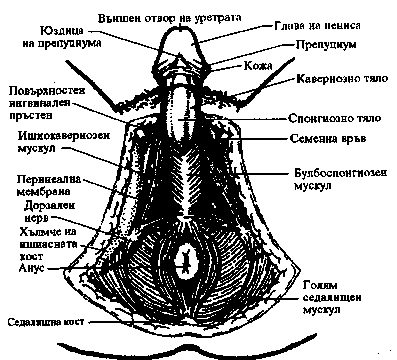 Външен отвор на уретрата
Юздица
на препуциума
Глава на пениса
Препуциум
Кожа
Кавернозно тяло
Повърхностен
ингвинален
пръстен
Спонгиозно тяло
Ишиокавернозен
мускул
Семенна връв
Перинеална
мембрана
Булбоспонгиозен
мускул
Дорзален
нерв
Хълмче на
ишиасната
кост
Анус
Голям
седалищен
мускул
Седалищна кост